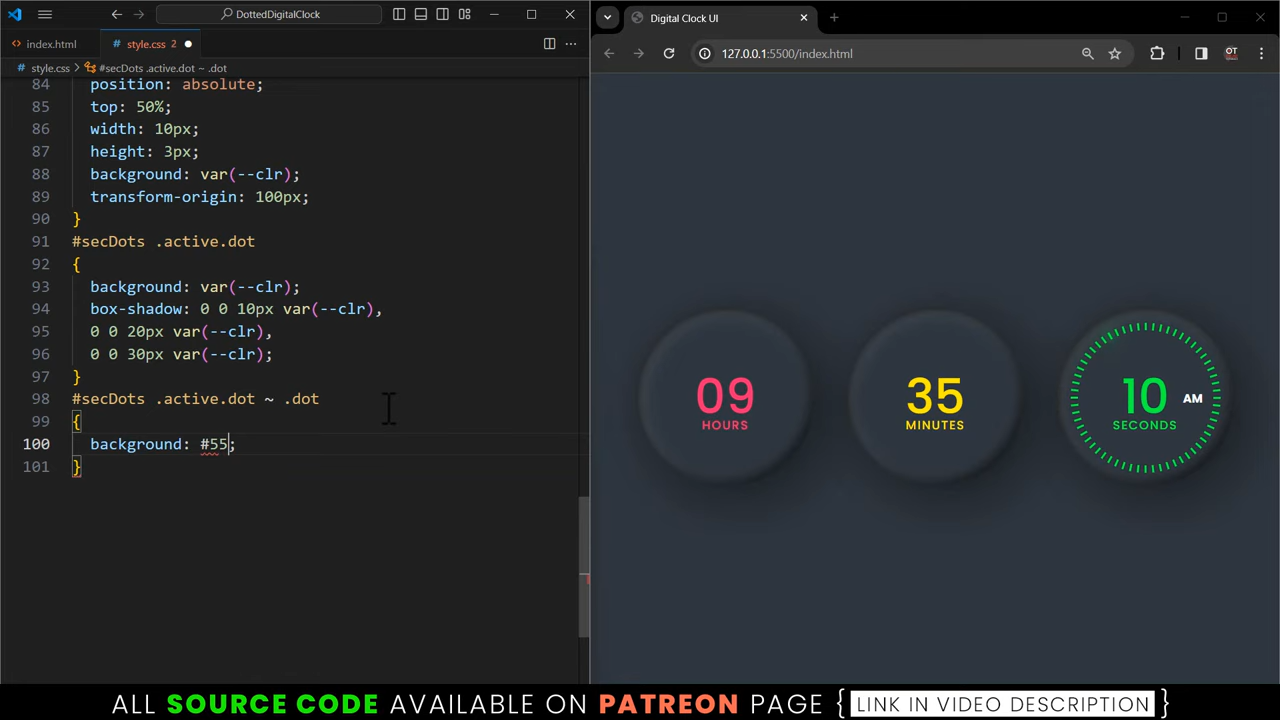 DottedDigitalClock
index.html
style.css 2
style.css > #secDots .active.dot ~ .dot
84 position: absolute;
85 top: 50%;
86 width: 10px;
87 height: 3px;
88 background: var(--clr);
89 transform-origin: 100px;
90 }
91 #secDots .active.dot
92 {
93 background: var(--clr);
94 box-shadow: 0 0 10px var(--clr),
95 0 0 20px var(--clr),
96 0 0 30px var(--clr);
97 }
98 #secDots .active.dot ~ .dot
99 {
100 background: #55;
101 }
Digital Clock UI
127.0.0.1:5500/index.html
OT
09
HOURS
35
MINUTES
10 AM
SECONDS
ALL SOURCE CODE AVAILABLE ON PATREON PAGE { LINK IN VIDEO DESCRIPTION }